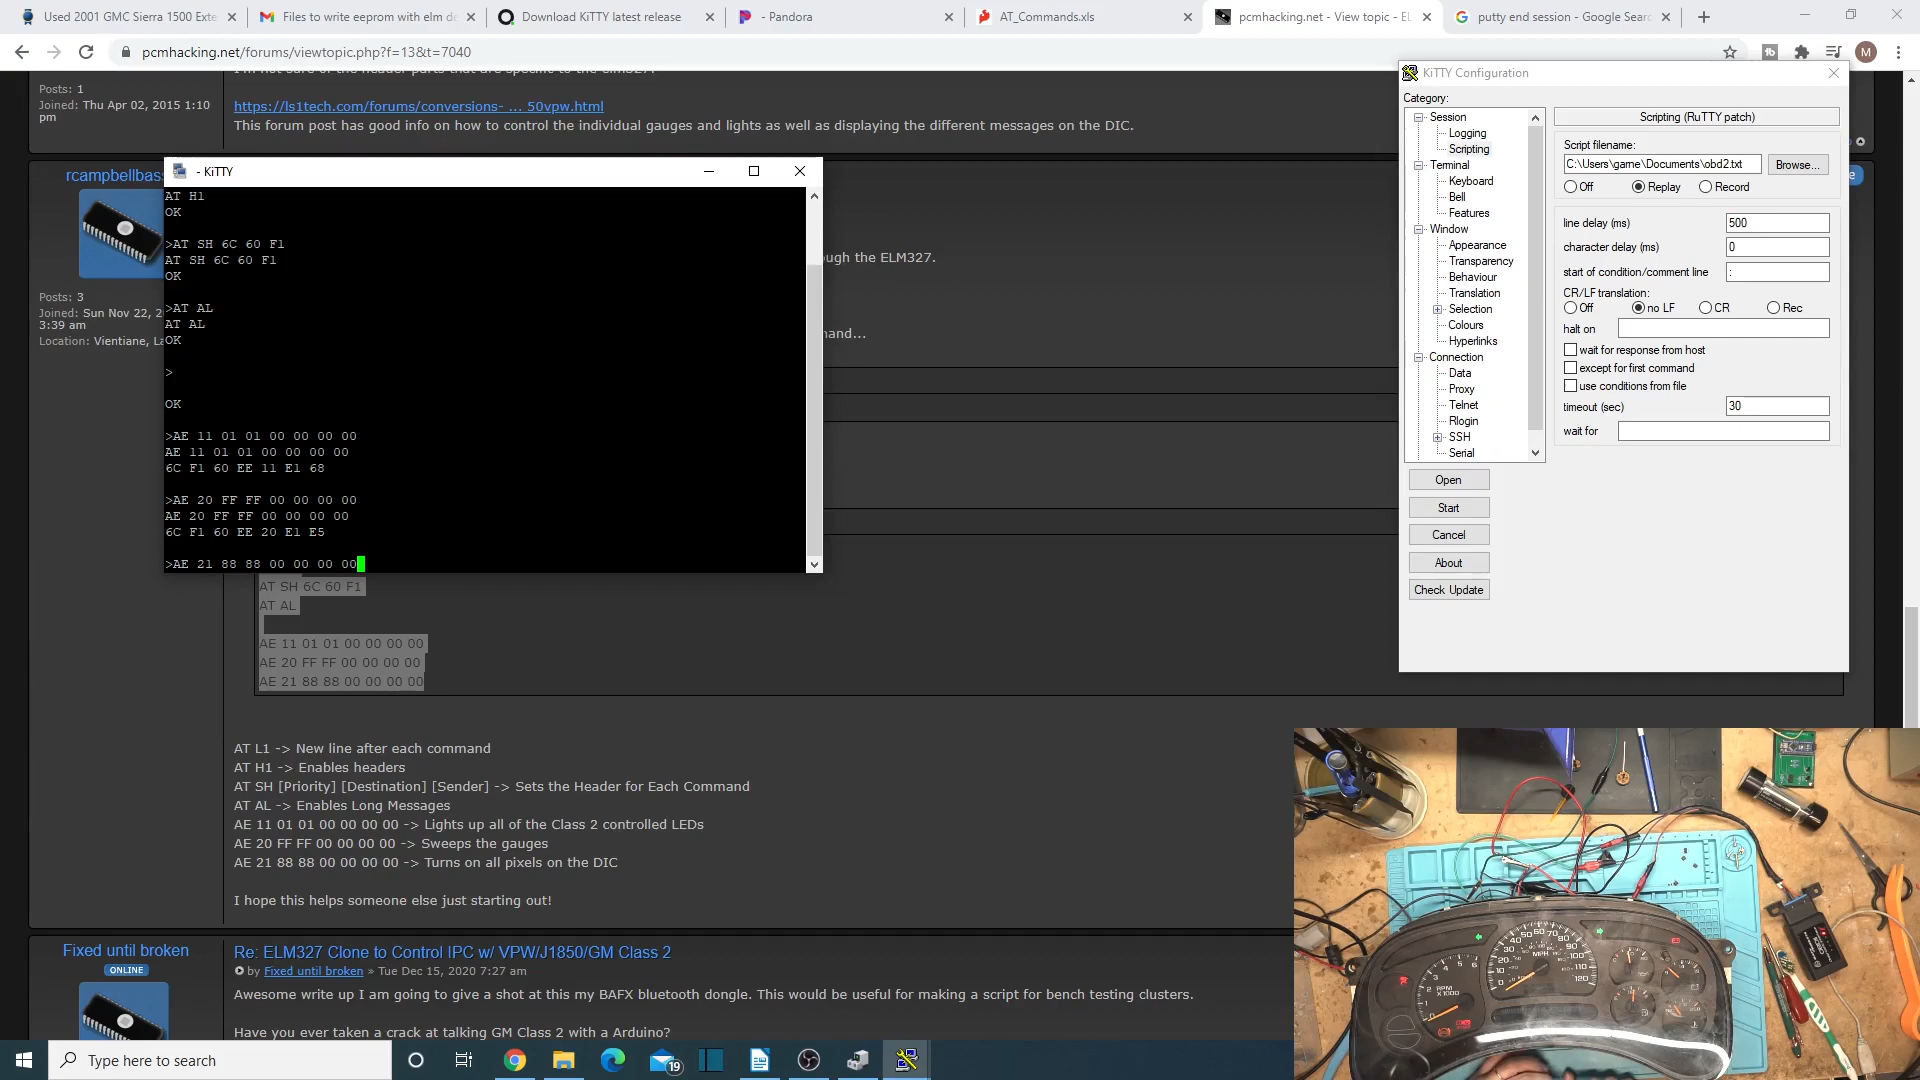 Used 2001 GMC Sierra 1500 Exte
Files to write eeprom with elm de
Download KiTTY latest release
- Pandora
AT_Commands.xls
pcmhacking.net - View topic - EL
putty end session - Google Searc
pcmhacking.net/forums/viewtopic.php?f=13&t=7040
M
Posts: 1
Joined: Thu Apr 02, 2015 1:10
pm
https://ls1tech.com/forums/conversions- ... 50vpw.html
This forum post has good info on how to control the individual gauges and lights as well as displaying the different messages on the DIC.
rcampbellbas
Posts: 3
Joined: Sun Nov 22, 2
3:39 am
Location: Vientiane, La
ough the ELM327.
nand...
- KiTTY
AT H1
OK
>AT SH 6C 60 F1
AT SH 6C 60 F1
OK
>AT AL
AT AL
OK
>
OK
>AE 11 01 01 00 00 00 00
AE 11 01 01 00 00 00 00
6C F1 60 EE 11 E1 68
>AE 20 FF FF 00 00 00 00
AE 20 FF FF 00 00 00 00
6C F1 60 EE 20 E1 E5
>AE 21 88 88 00 00 00 00
AT SH 6C 60 F1
AT AL
AE 11 01 01 00 00 00 00
AE 20 FF FF 00 00 00 00
AE 21 88 88 00 00 00 00
AT L1 -> New line after each command
AT H1 -> Enables headers
AT SH [Priority] [Destination] [Sender] -> Sets the Header for Each Command
AT AL -> Enables Long Messages
AE 11 01 01 00 00 00 00 -> Lights up all of the Class 2 controlled LEDs
AE 20 FF FF 00 00 00 00 -> Sweeps the gauges
AE 21 88 88 00 00 00 00 -> Turns on all pixels on the DIC
I hope this helps someone else just starting out!
Fixed until broken
ONLINE
Re: ELM327 Clone to Control IPC w/ VPW/J1850/GM Class 2
by Fixed until broken » Tue Dec 15, 2020 7:27 am
Awesome write up I am going to give a shot at this my BAFX bluetooth dongle. This would be useful for making a script for bench testing clusters.
Have you ever taken a crack at talking GM Class 2 with a Arduino?
KiTTY Configuration
Category:
Session
Logging
Scripting
Terminal
Keyboard
Bell
Features
Window
Appearance
Transparency
Behaviour
Translation
Selection
Colours
Hyperlinks
Connection
Data
Proxy
Telnet
Rlogin
SSH
Serial
Open
Start
Cancel
About
Check Update
Scripting (RuTTY patch)
Script filename:
C:\Users\game\Documents\obd2.txt
Browse...
Off
Replay
Record
line delay (ms)
500
character delay (ms)
0
start of condition/comment line
:
CR/LF translation:
Off
no LF
CR
Rec
halt on
wait for response from host
except for first command
use conditions from file
timeout (sec)
30
wait for
MPH
RPM
X1000
Type here to search
19